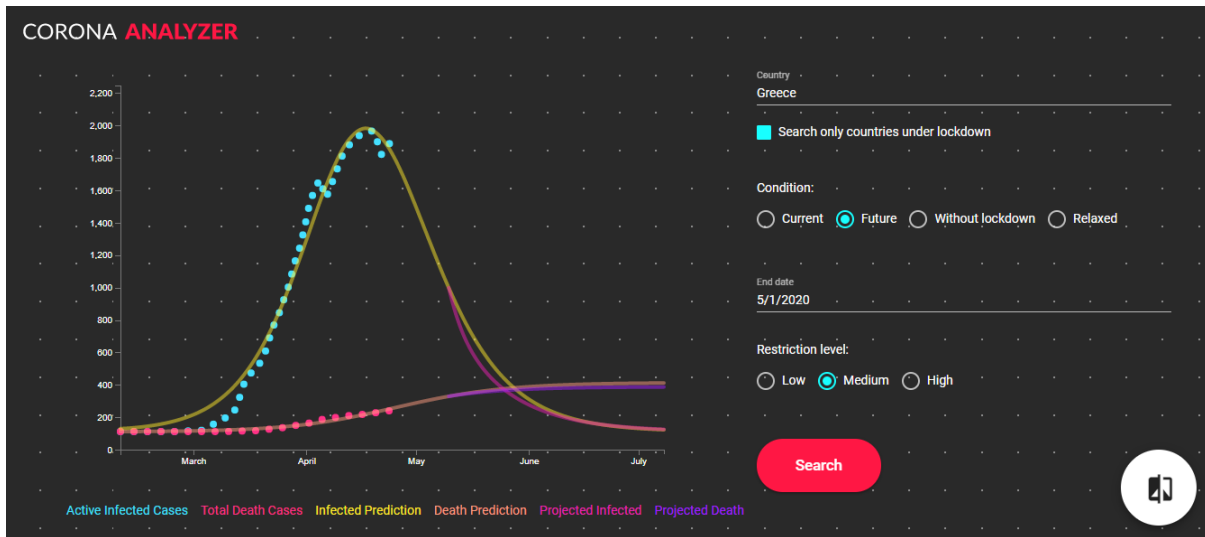 CORONA ANALYZER
2,200
2,000
1,800
1,600
1,400
1,200
1,000
800
600
400
200
0
March April May June July
Active Infected Cases Total Death Cases Infected Prediction Death Prediction Projected Infected Projected Death
Country
Greece
Search only countries under lockdown
Condition:
Current Future Without lockdown Relaxed
End date
5/1/2020
Restriction level:
Low Medium High
Search